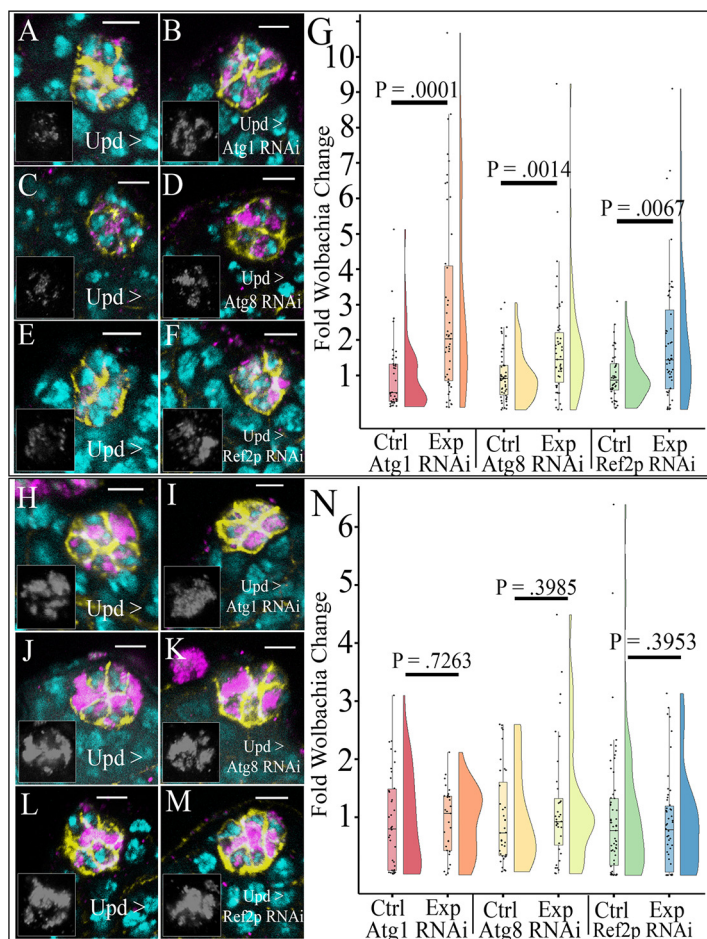 A
Upd >
B
Upd >
Atg1 RNAi
C
Upd >
D
Upd >
Atg8 RNAi
E
Upd >
F
Upd >
Ref2p RNAi
G
Fold Wolbachia Change
10
9
8
7
6
5
4
3
2
1
P = .0001
P = .0014
P = .0067
Ctrl Exp Ctrl Exp Ctrl Exp
Atg1 RNAi Atg8 RNAi Ref2p RNAi
H
Upd >
I
Upd >
Atg1 RNAi
J
Upd >
K
Upd >
Atg8 RNAi
L
Upd >
M
Upd >
Ref2p RNAi
N
Fold Wolbachia Change
6
5
4
3
2
1
P = .7263
P = .3985
P = .3953
Ctrl Exp Ctrl Exp Ctrl Exp
Atg1 RNAi Atg8 RNAi Ref2p RNAi